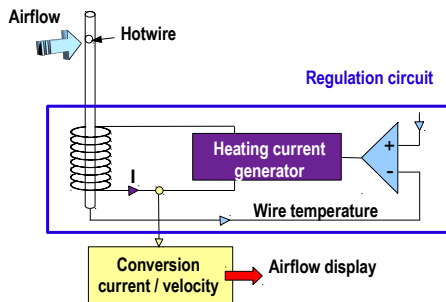 Airflow
Hotwire
Regulation circuit
Heating current
generator
+
-
I
Wire temperature
Conversion
current / velocity
Airflow display